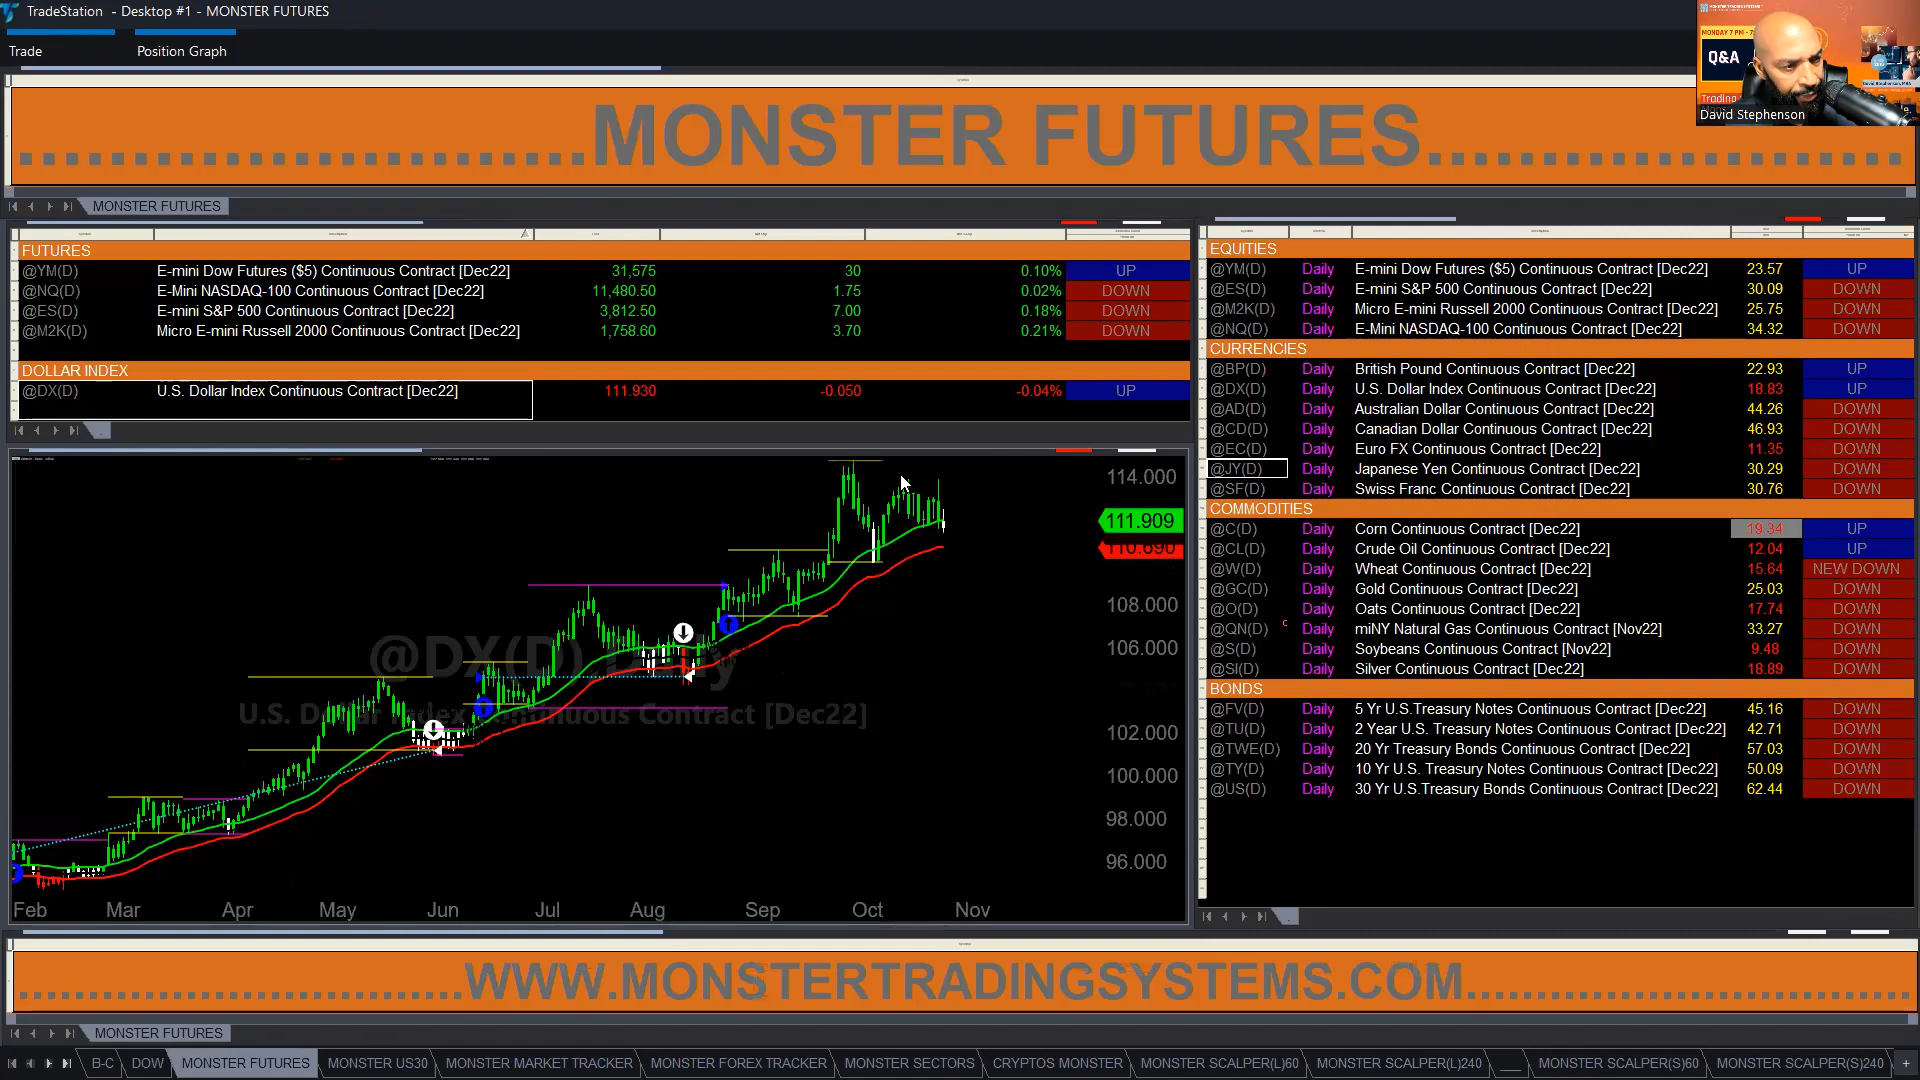 TradeStation - Desktop #1 - MONSTER FUTURES
Trade Position Graph
MONDAY 7 PM - 7
Q&A
Trading
David Stephenson
MONSTER FUTURES
MONSTER FUTURES
FUTURES
@YM(D) E-mini Dow Futures ($5) Continuous Contract [Dec22] 31,575 30 0.10% UP
@NQ(D) E-Mini NASDAQ-100 Continuous Contract [Dec22] 11,480.50 1.75 0.02% DOWN
@ES(D) E-mini S&P 500 Continuous Contract [Dec22] 3,812.50 7.00 0.18% DOWN
@M2K(D) Micro E-mini Russell 2000 Continuous Contract [Dec22] 1,758.60 3.70 0.21% DOWN
DOLLAR INDEX
@DX(D) U.S. Dollar Index Continuous Contract [Dec22] 111.930 -0.050 -0.04% UP
114.000
111.909
110.690
108.000
106.000
102.000
100.000
98.000
96.000
@DX(D), Daily
U.S. Dollar Index Continuous Contract [Dec22]
Feb Mar Apr May Jun Jul Aug Sep Oct Nov
EQUITIES
@YM(D) Daily E-mini Dow Futures ($5) Continuous Contract [Dec22] 23.57 UP
@ES(D) Daily E-mini S&P 500 Continuous Contract [Dec22] 30.09 DOWN
@M2K(D) Daily Micro E-mini Russell 2000 Continuous Contract [Dec22] 25.75 DOWN
@NQ(D) Daily E-Mini NASDAQ-100 Continuous Contract [Dec22] 34.32 DOWN
CURRENCIES
@BP(D) Daily British Pound Continuous Contract [Dec22] 22.93 UP
@DX(D) Daily U.S. Dollar Index Continuous Contract [Dec22] 18.83 UP
@AD(D) Daily Australian Dollar Continuous Contract [Dec22] 44.26 DOWN
@CD(D) Daily Canadian Dollar Continuous Contract [Dec22] 46.93 DOWN
@EC(D) Daily Euro FX Continuous Contract [Dec22] 11.35 DOWN
@JY(D) Daily Japanese Yen Continuous Contract [Dec22] 30.29 DOWN
@SF(D) Daily Swiss Franc Continuous Contract [Dec22] 30.76 DOWN
COMMODITIES
@C(D) Daily Corn Continuous Contract [Dec22] 19.34 UP
@CL(D) Daily Crude Oil Continuous Contract [Dec22] 12.04 UP
@W(D) Daily Wheat Continuous Contract [Dec22] 15.64 NEW DOWN
@GC(D) Daily Gold Continuous Contract [Dec22] 25.03 DOWN
@O(D) Daily Oats Continuous Contract [Dec22] 17.74 DOWN
@QN(D) c Daily miNY Natural Gas Continuous Contract [Nov22] 33.27 DOWN
@S(D) Daily Soybeans Continuous Contract [Nov22] 9.48 DOWN
@SI(D) Daily Silver Continuous Contract [Dec22] 18.89 DOWN
BONDS
@FV(D) Daily 5 Yr U.S.Treasury Notes Continuous Contract [Dec22] 45.16 DOWN
@TU(D) Daily 2 Year U.S. Treasury Notes Continuous Contract [Dec22] 42.71 DOWN
@TWE(D) Daily 20 Yr Treasury Bonds Continuous Contract [Dec22] 57.03 DOWN
@TY(D) Daily 10 Yr U.S. Treasury Notes Continuous Contract [Dec22] 50.09 DOWN
@US(D) Daily 30 Yr U.S.Treasury Bonds Continuous Contract [Dec22] 62.44 DOWN
WWW.MONSTERTRADINGSYSTEMS.COM
MONSTER FUTURES
B-C DOW MONSTER FUTURES MONSTER US30 MONSTER MARKET TRACKER MONSTER FOREX TRACKER MONSTER SECTORS CRYPTOS MONSTER MONSTER SCALPER(L)60 MONSTER SCALPER(L)240 ___ MONSTER SCALPER(S)60 MONSTER SCALPER(S)240 +